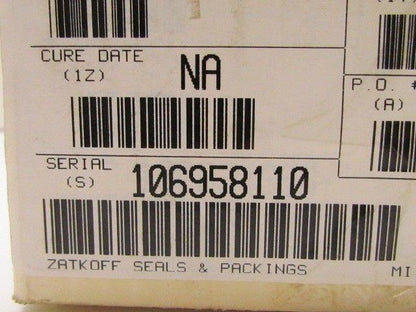 CURE DATE
(1Z) NA
P.O. #
(A)
SERIAL
(S) 106958110
ZATKOFF SEALS & PACKINGS MI